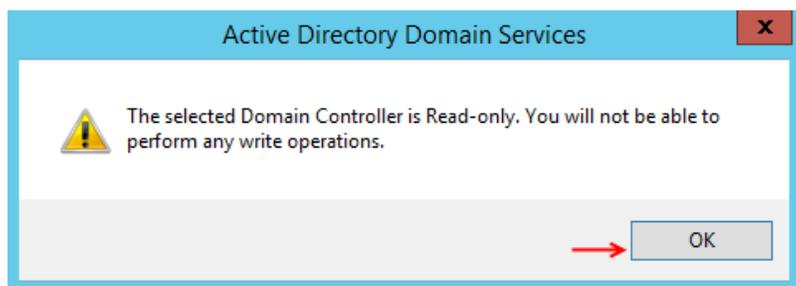 Active Directory Domain Services
x
The selected Domain Controller is Read-only. You will not be able to
perform any write operations.
OK